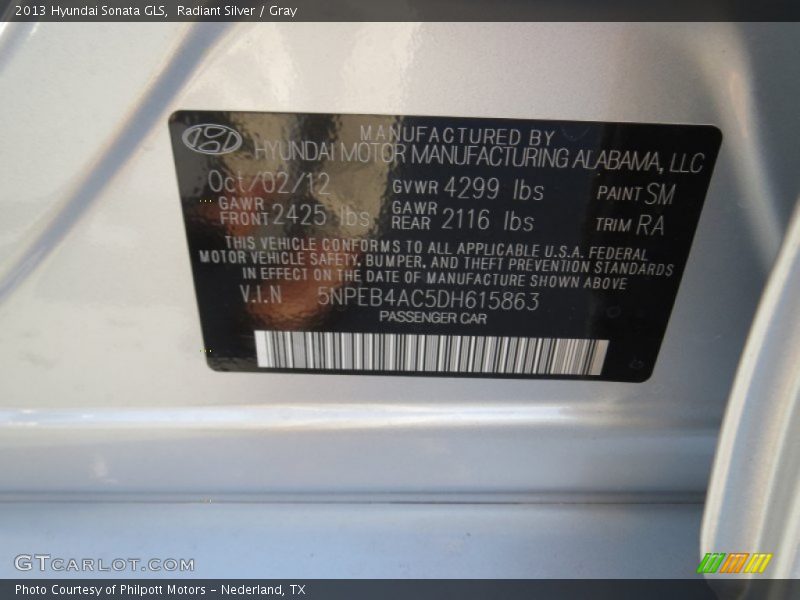 2013 Hyundai Sonata GLS,  Radiant Silver / Gray
MANUFACTURED BY
HYUNDAI MOTOR MANUFACTURING ALABAMA, LLC
Oct/02/12 GVWR 4299 lbs PAINT SM
GAWR FRONT 2425 lbs GAWR REAR 2116 lbs TRIM RA
THIS VEHICLE CONFORMS TO ALL APPLICABLE U.S.A. FEDERAL
MOTOR VEHICLE SAFETY, BUMPER, AND THEFT PREVENTION STANDARDS
IN EFFECT ON THE DATE OF MANUFACTURE SHOWN ABOVE
V.I.N 5NPEB4AC5DH615863
PASSENGER CAR
GTCARLOT.COM
Photo Courtesy of Philpott Motors - Nederland, TX